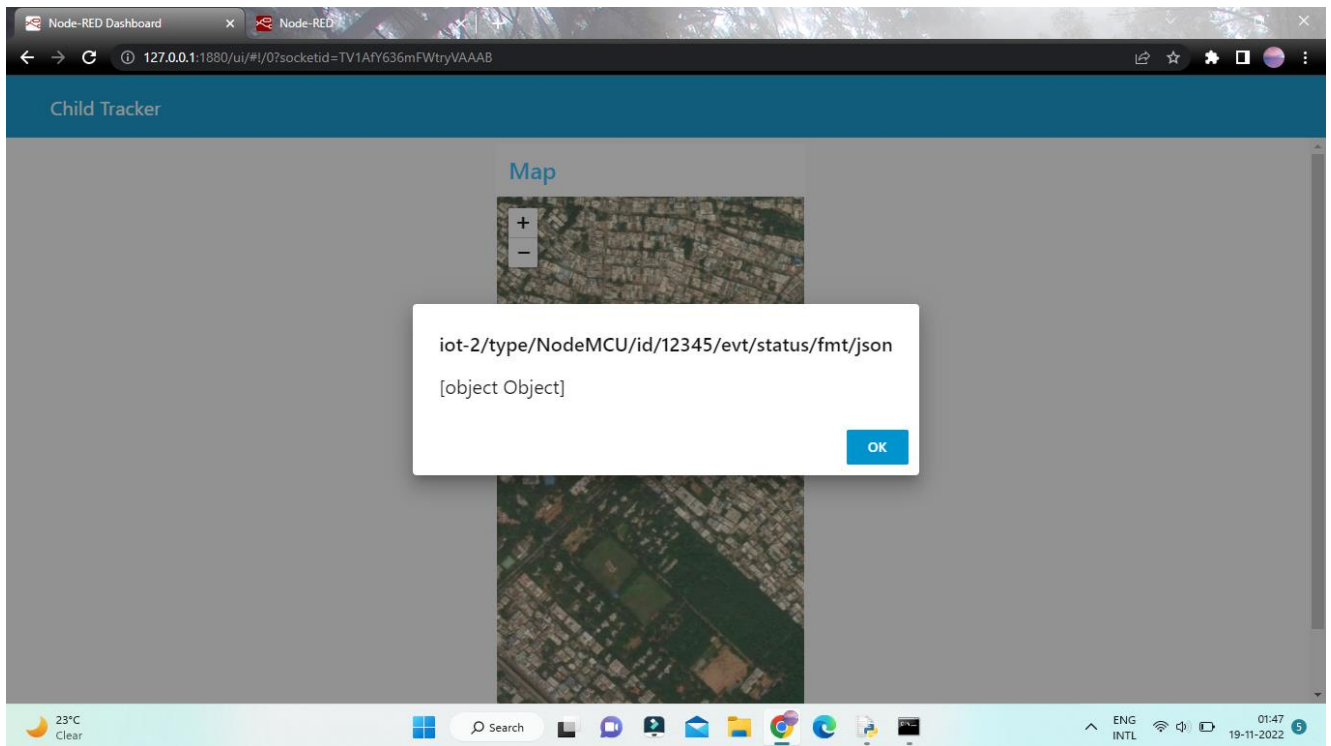 Node-RED Dashboard
Node-RED
127.0.0.1:1880/ui/#!/0?socketid=TV1AfY636mFWtryVAAAB
Child Tracker
Map
+
−
iot-2/type/NodeMCU/id/12345/evt/status/fmt/json
[object Object]
OK
23°C
Clear
Search
ENG
INTL
01:47
19-11-2022
5